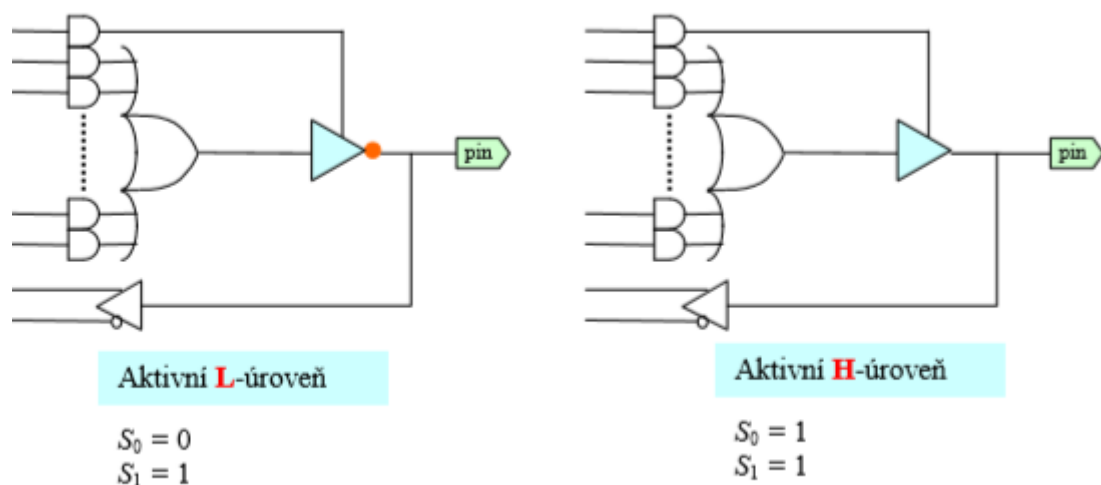 pin
pin
Aktivní L-úroveň
S₀ = 0
S₁ = 1
Aktivní H-úroveň
S₀ = 1
S₁ = 1